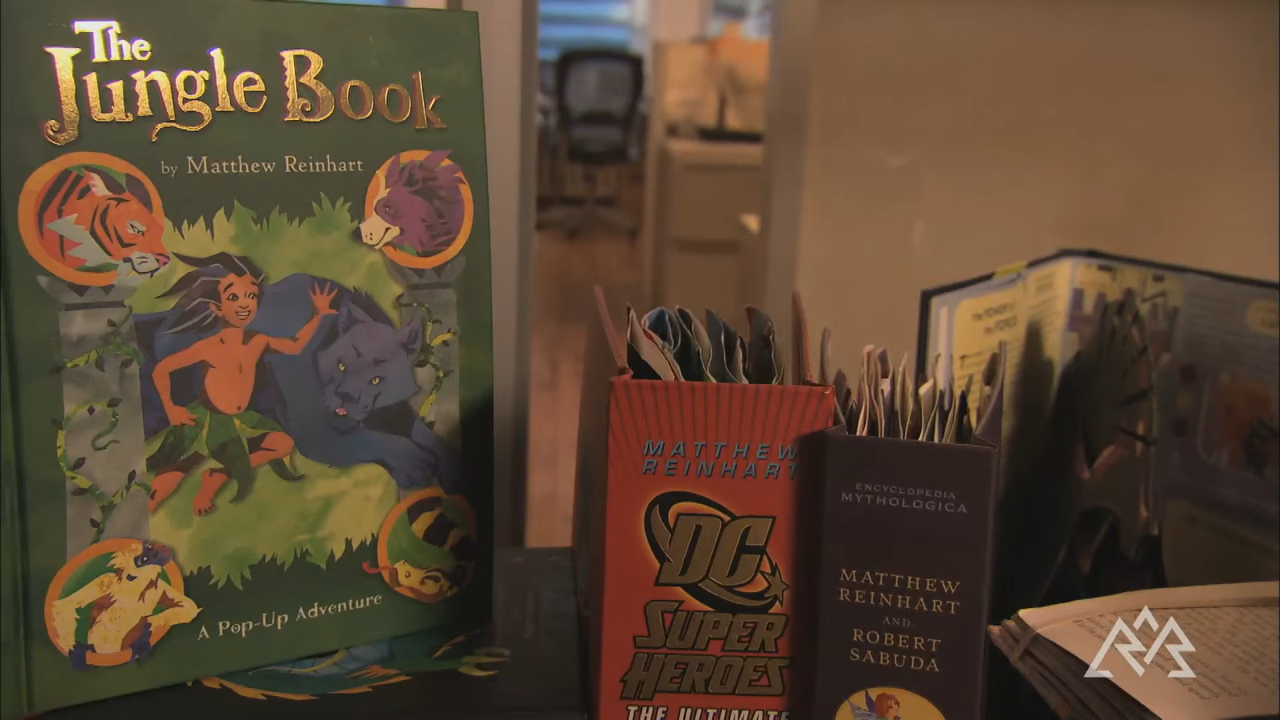 The
Jungle Book
by Matthew Reinhart
A Pop-Up Adventure
MATTHEW
REINHART
DC
SUPER
HEROES
THE ULTIMATE
ENCYCLOPEDIA
MYTHOLOGICA
MATTHEW
REINHART
AND
ROBERT
SABUDA